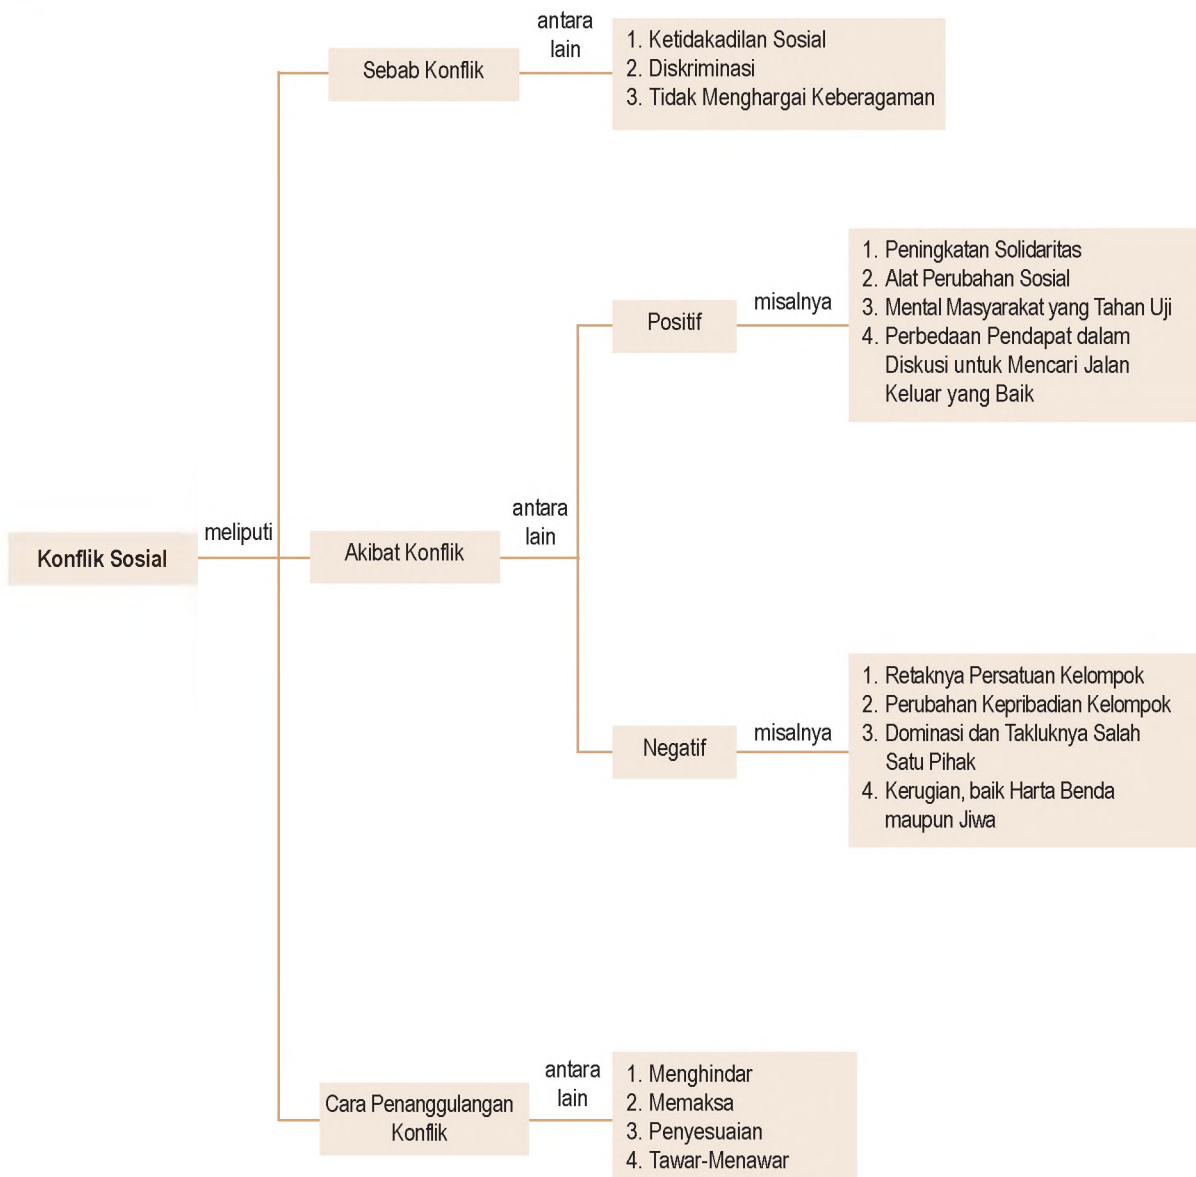 antara
lain
Sebab Konflik
1. Ketidakadilan Sosial
2. Diskriminasi
3. Tidak Menghargai Keberagaman
Positif
misalnya
1. Peningkatan Solidaritas
2. Alat Perubahan Sosial
3. Mental Masyarakat yang Tahan Uji
4. Perbedaan Pendapat dalam
Diskusi untuk Mencari Jalan
Keluar yang Baik
Konflik Sosial
meliputi
Akibat Konflik
antara
lain
Negatif
misalnya
1. Retaknya Persatuan Kelompok
2. Perubahan Kepribadian Kelompok
3. Dominasi dan Takluknya Salah
Satu Pihak
4. Kerugian, baik Harta Benda
maupun Jiwa
Cara Penanggulangan
Konflik
antara
lain
1. Menghindar
2. Memaksa
3. Penyesuaian
4. Tawar-Menawar